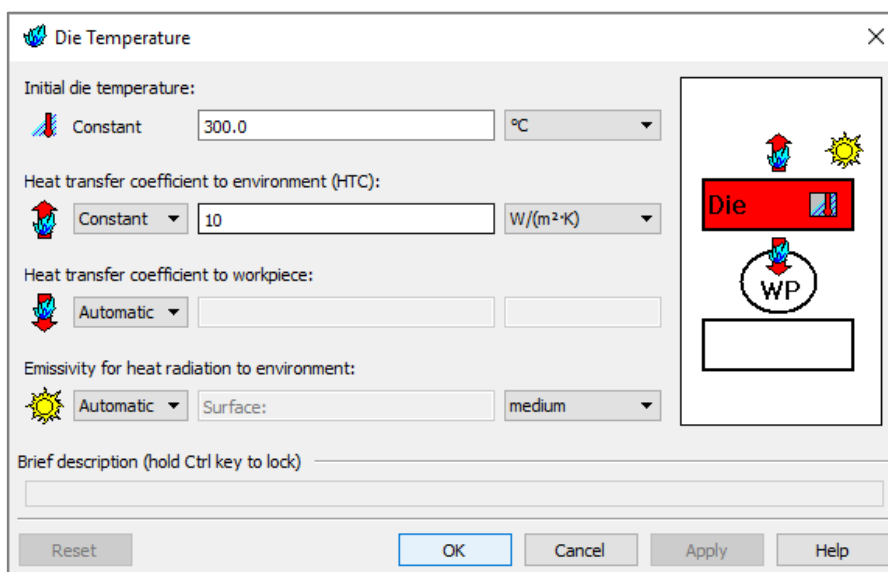 Die Temperature
Initial die temperature:
Constant 300.0 ºC
Heat transfer coefficient to environment (HTC):
Constant 10 W/(m²·K)
Heat transfer coefficient to workpiece:
Automatic
Emissivity for heat radiation to environment:
Automatic Surface: medium
Die
WP
Brief description (hold Ctrl key to lock)
Reset OK Cancel Apply Help